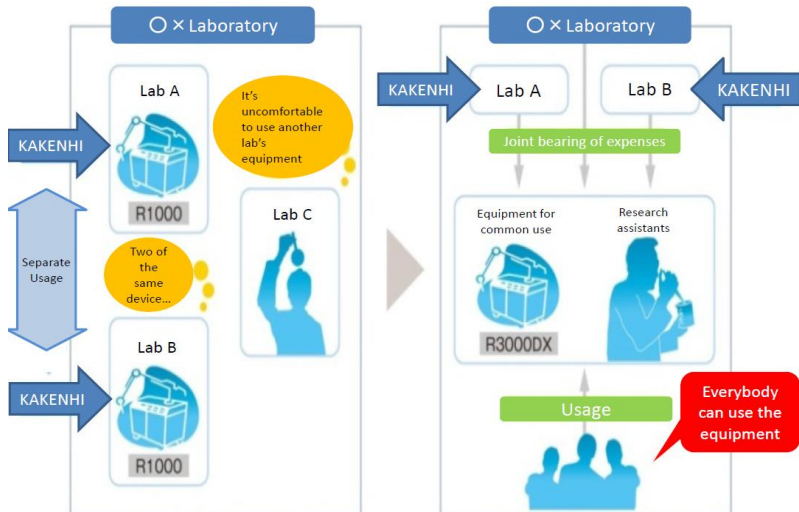 ○ × Laboratory
Lab A
KAKENHI
R1000
It's
uncomfortable
to use another
lab's
equipment
Lab C
Separate
Usage
Two of
the
same
device...
Lab B
KAKENHI
R1000
○ × Laboratory
KAKENHI
Lab A
Lab B
KAKENHI
Joint bearing of expenses
Equipment for
common use
R3000DX
Research
assistants
Usage
Everybody
can use the
equipment